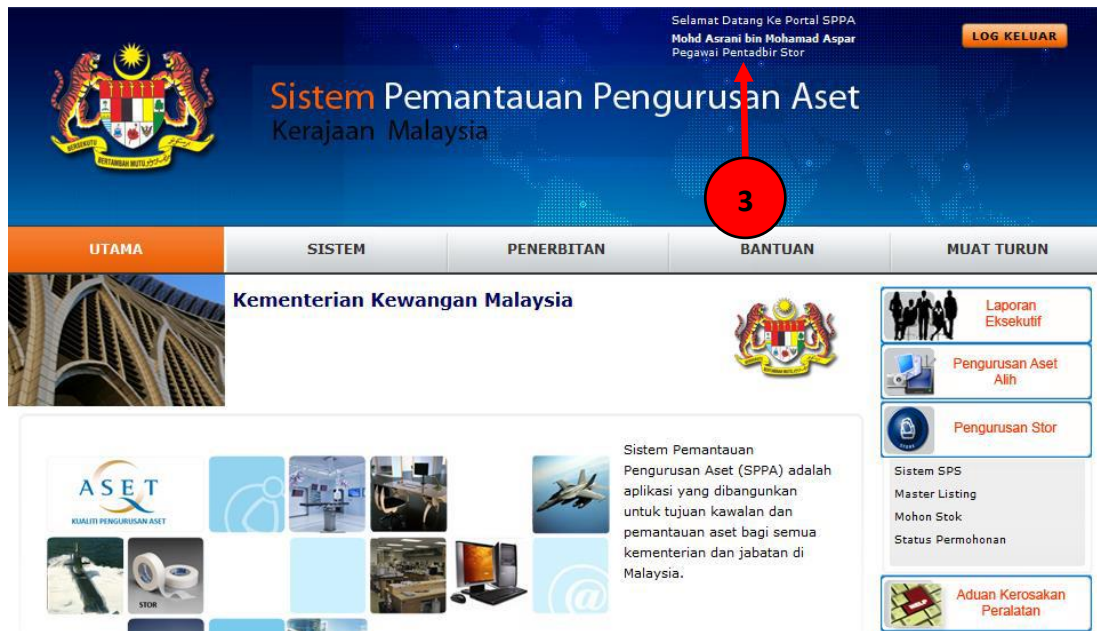 Selamat Datang Ke Portal SPPA
Mohd Asrani bin Mohamad Aspar
Pegawai Pentadbir Stor
LOG KELUAR
Sistem Pemantauan Pengurusan Aset
Kerajaan Malaysia
BERSEKUTU BERTAMBAH MUTU
3
UTAMA
SISTEM
PENERBITAN
BANTUAN
MUAT TURUN
Kementerian Kewangan Malaysia
Laporan
Eksekutif
Pengurusan Aset
Alih
Pengurusan Stor
Sistem SPS
Master Listing
Mohon Stok
Status Permohonan
Aduan Kerosakan
Peralatan
HELP
ASET
KUALITI PENGURUSAN ASET
STOR
Sistem Pemantauan
Pengurusan Aset (SPPA) adalah
aplikasi yang dibangunkan
untuk tujuan kawalan dan
pemantauan aset bagi semua
kementerian dan jabatan di
Malaysia.